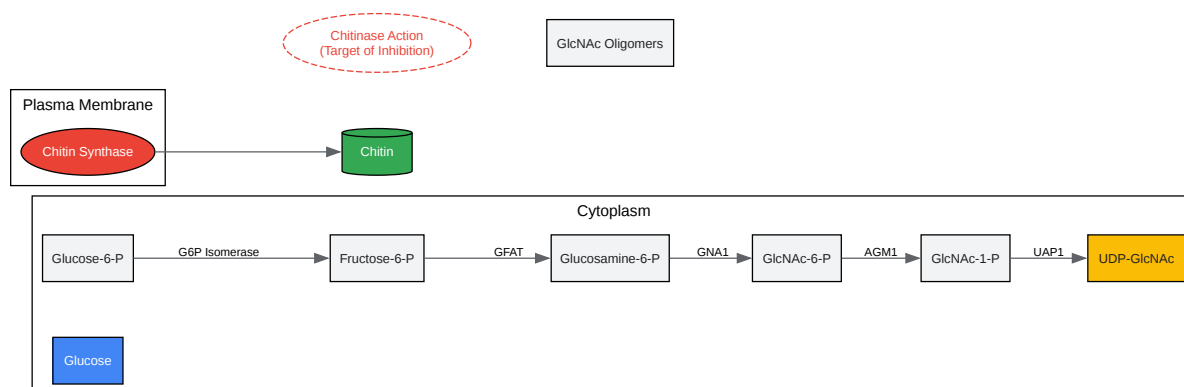 Chitinase Action
(Target of Inhibition)
GlcNAc Oligomers
Plasma Membrane
Chitin Synthase
Chitin
Cytoplasm
Glucose-6-P
G6P Isomerase
Fructose-6-P
GFAT
Glucosamine-6-P
GNA1
GlcNAc-6-P
AGM1
GlcNAc-1-P
UAP1
UDP-GlcNAc
Glucose